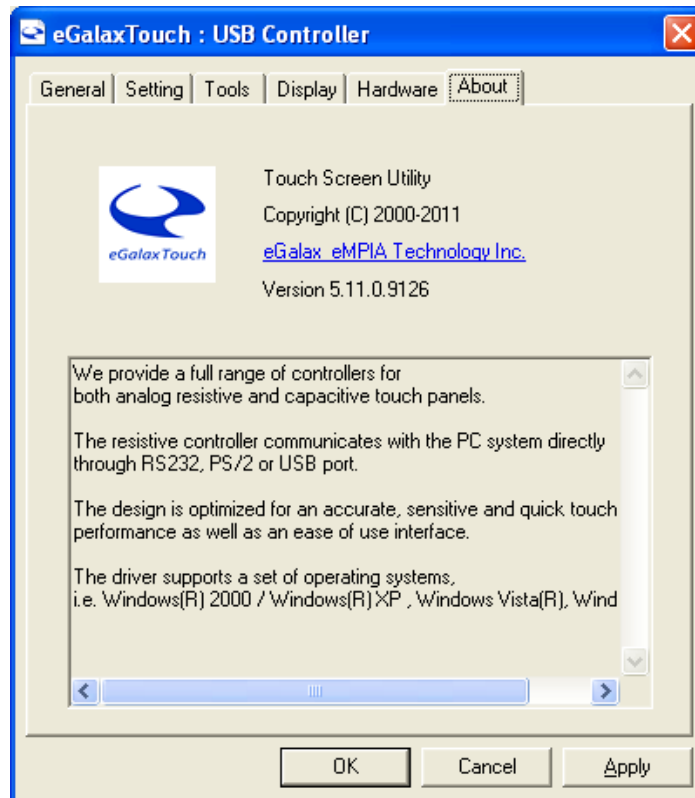 eGalaxTouch : USB Controller
General Setting Tools Display Hardware About
eGalaxTouch
Touch Screen Utility
Copyright (C) 2000-2011
eGalax_eMPIA Technology Inc.
Version 5.11.0.9126
We provide a full range of controllers for
both analog resistive and capacitive touch panels.
The resistive controller communicates with the PC system directly
through RS232, PS/2 or USB port.
The design is optimized for an accurate, sensitive and quick touch
performance as well as an ease of use interface.
The driver supports a set of operating systems,
i.e. Windows(R) 2000 / Windows(R) XP , Windows Vista(R), Wind
OK Cancel Apply